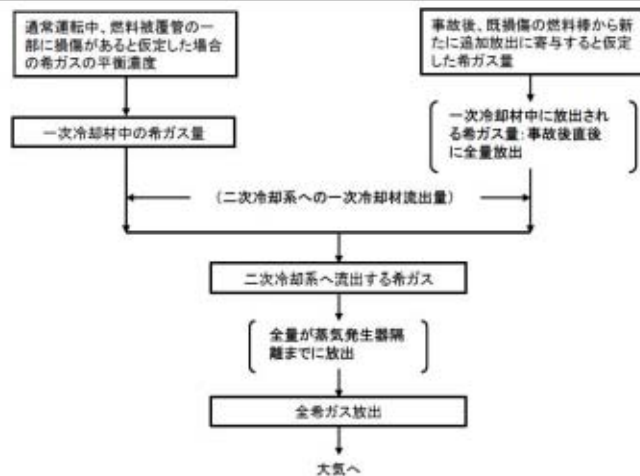 通常運転中、燃料被覆管の一
部に損傷があると仮定した場合
の希ガスの平衡濃度
事故後、既損傷の燃料棒から新
たに追加放出に寄与すると仮定
した希ガス量
一次冷却材中の希ガス量
一次冷却材中に放出され
る希ガス量：事故後直後
に全量放出
（二次冷却系への一次冷却材流出量）
二次冷却系へ流出する希ガス
全量が蒸気発生器隔
離までに放出
全希ガス放出
大気へ